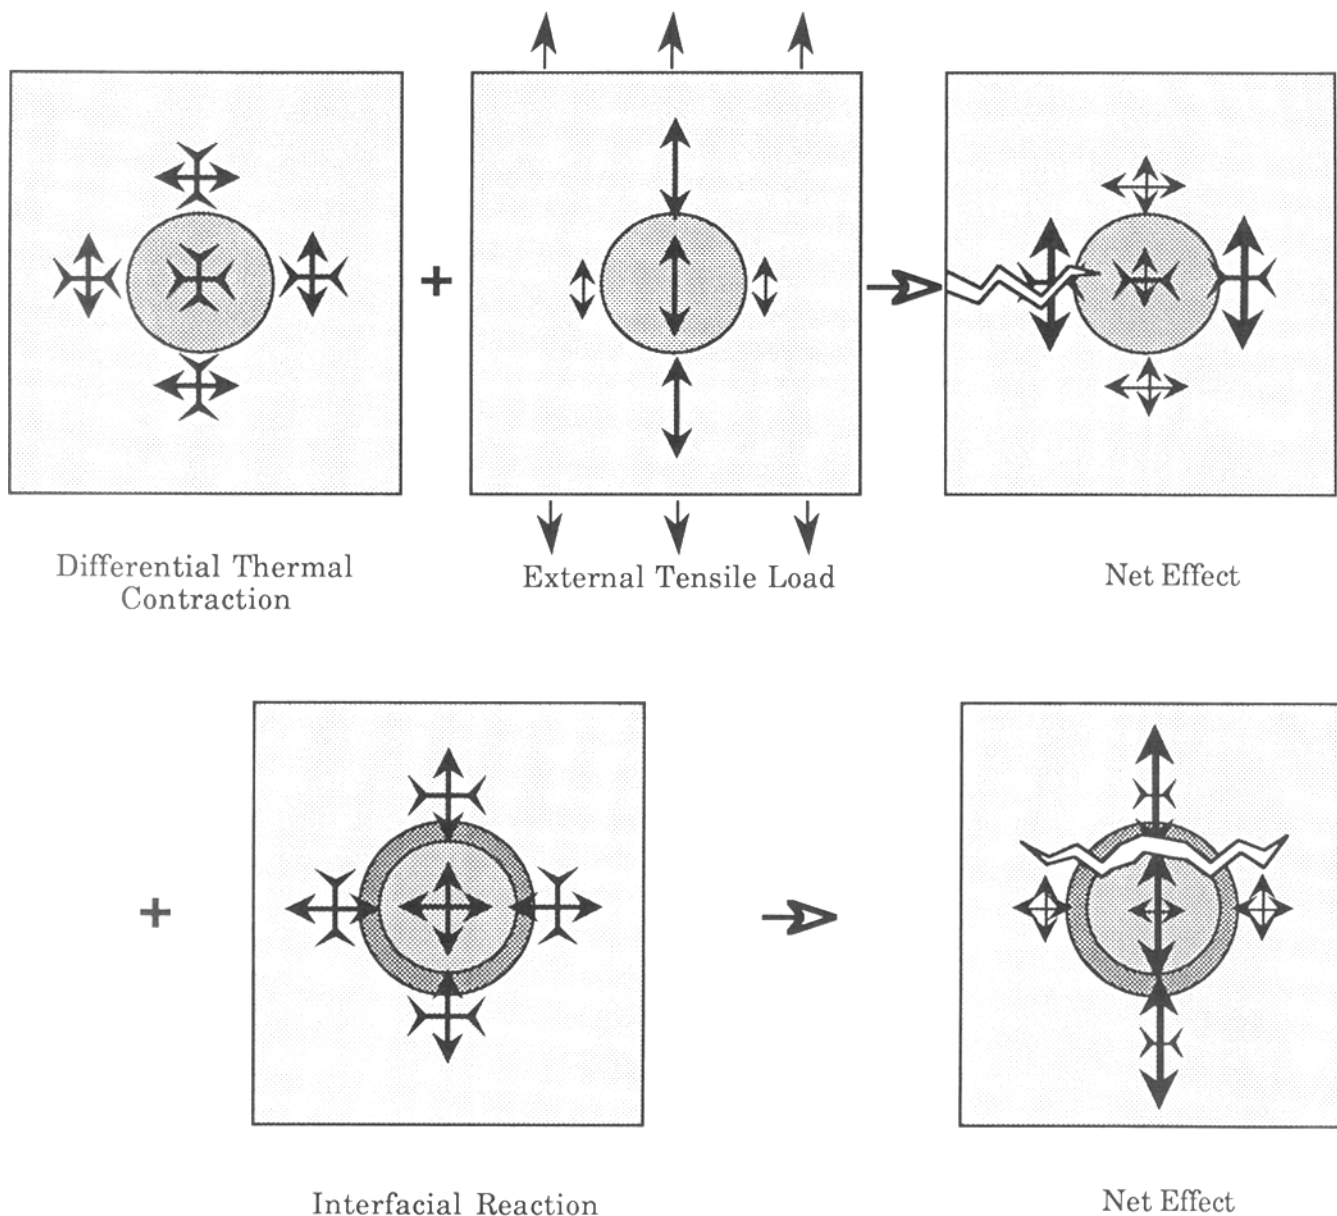 Differential Thermal
Contraction
External Tensile Load
Net Effect
Interfacial Reaction
Net Effect